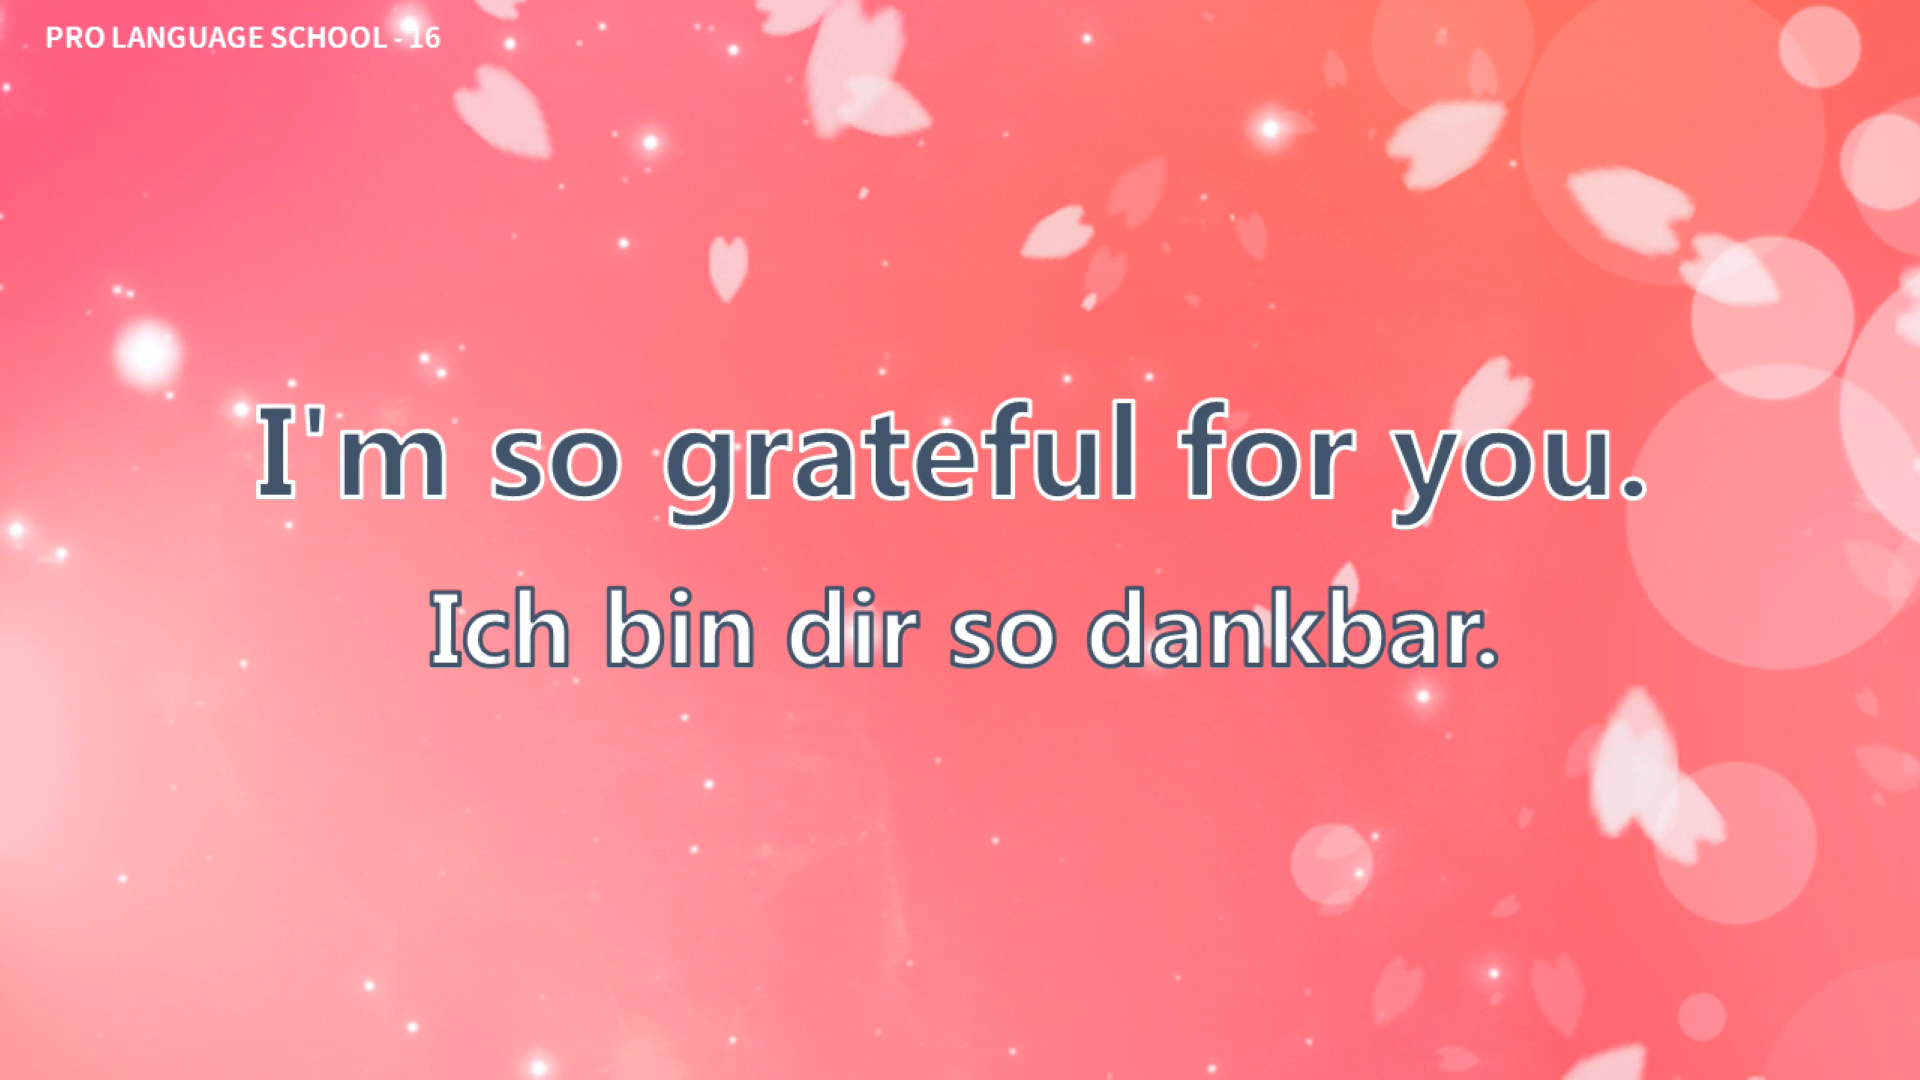 PRO LANGUAGE SCHOOL - 16
I'm so grateful for you.
Ich bin dir so dankbar.